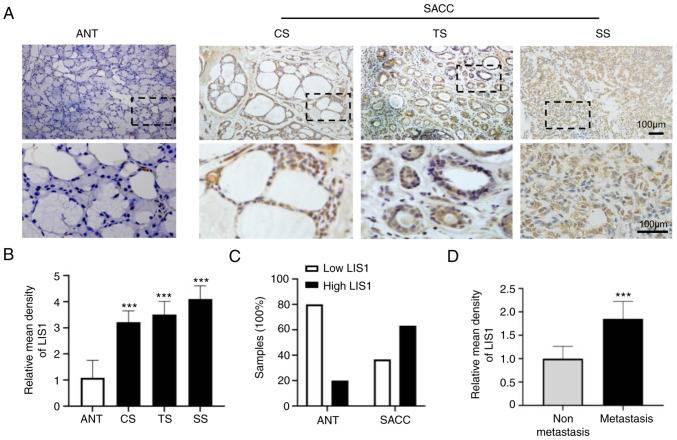 A
SACC
ANT CS TS SS
100μm
100μm
B
Relative mean density
of LIS1
5
4
3
2
1
0
*** *** ***
ANT CS TS SS
C
Low LIS1
High LIS1
Samples (100%)
100
80
60
40
20
0
ANT SACC
D
Relative mean density
of LIS1
2.5
2.0
1.5
1.0
0.5
0.0
***
Non
metastasis
Metastasis